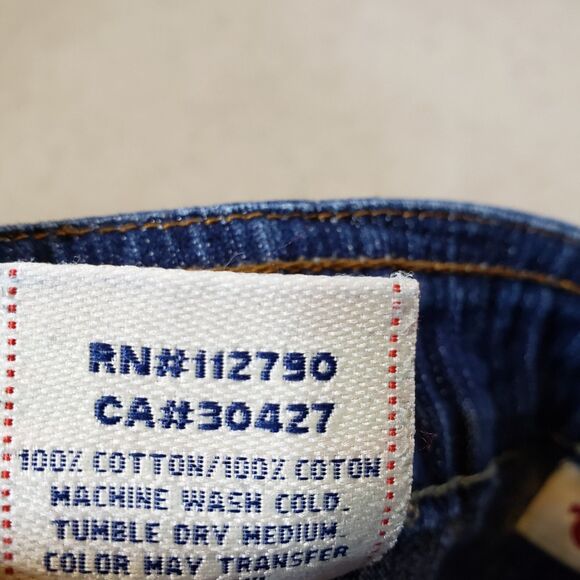 RN#112790
CA#30427
100% COTTON/100% COTON
MACHINE WASH COLD.
TUMBLE DRY MEDIUM.
COLOR MAY TRANSFER